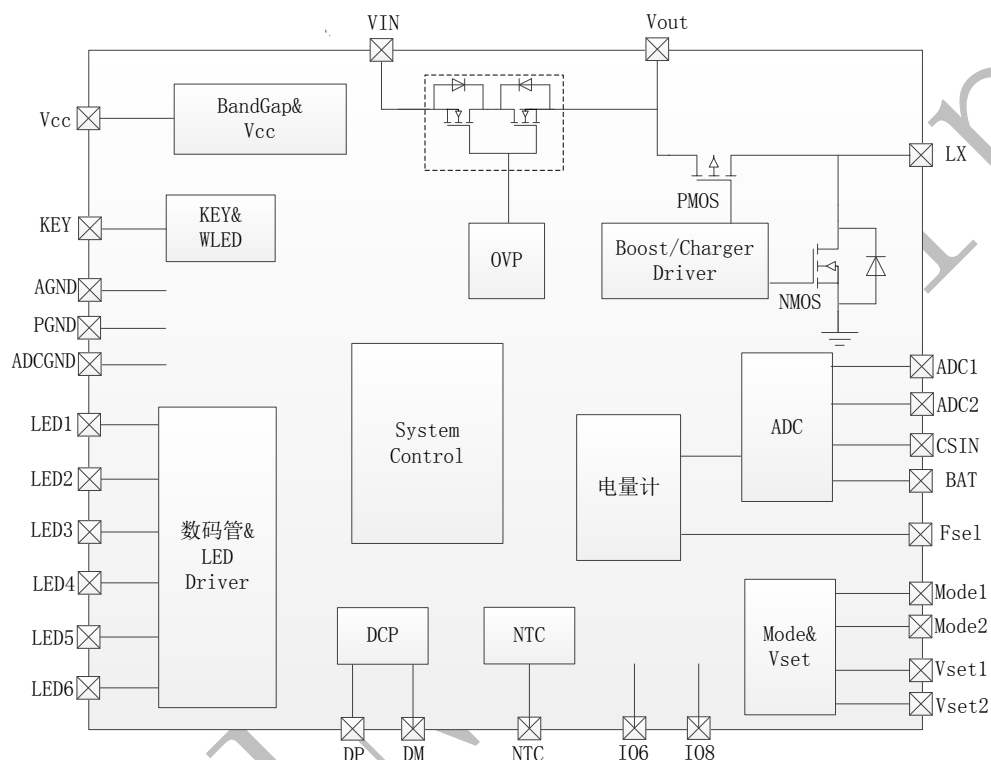 VIN
Vout
Vcc
BandGap&
Vcc
LX
PMOS
KEY
KEY&
WLED
OVP
Boost/Charger
Driver
NMOS
AGND
PGND
ADCGND
ADC1
ADC2
CSIN
BAT
ADC
LED1
LED2
LED3
LED4
LED5
LED6
数码管&
LED
Driver
System
Control
电量计
Fsel
Mode1
Mode2
Vset1
Vset2
Mode&
Vset
DCP
NTC
DP
DM
NTC
IO6
IO8